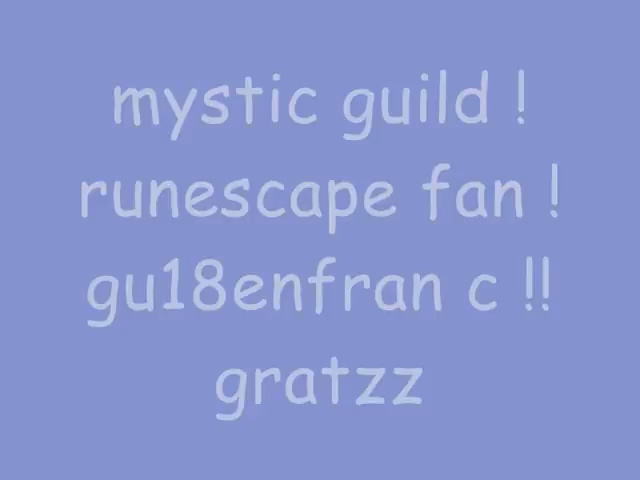 mystic guild !
runescape fan !
gu18enfran c !!
gratzz